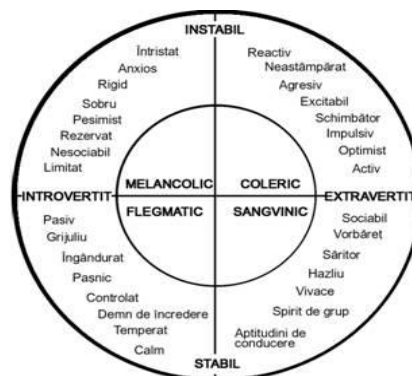 INSTABIL
Întristat
Anxios
Rigid
Sobru
Pesimist
Rezervat
Nesociabil
Limitat
Reactiv
Neastâmpărat
Agresiv
Excitabil
Schimbător
Impulsiv
Optimist
Activ
MELANCOLIC
COLERIC
INTROVERTIT
EXTRAVERTIT
FLEGMATIC
SANGVINIC
Pasiv
Grijuliu
Îngândurat
Pasnic
Controlat
Demn de încredere
Temperat
Calm
Sociabil
Vorbăreț
Săritor
Hazliu
Vivace
Spirit de grup
Aptitudini de
conducere
STABIL